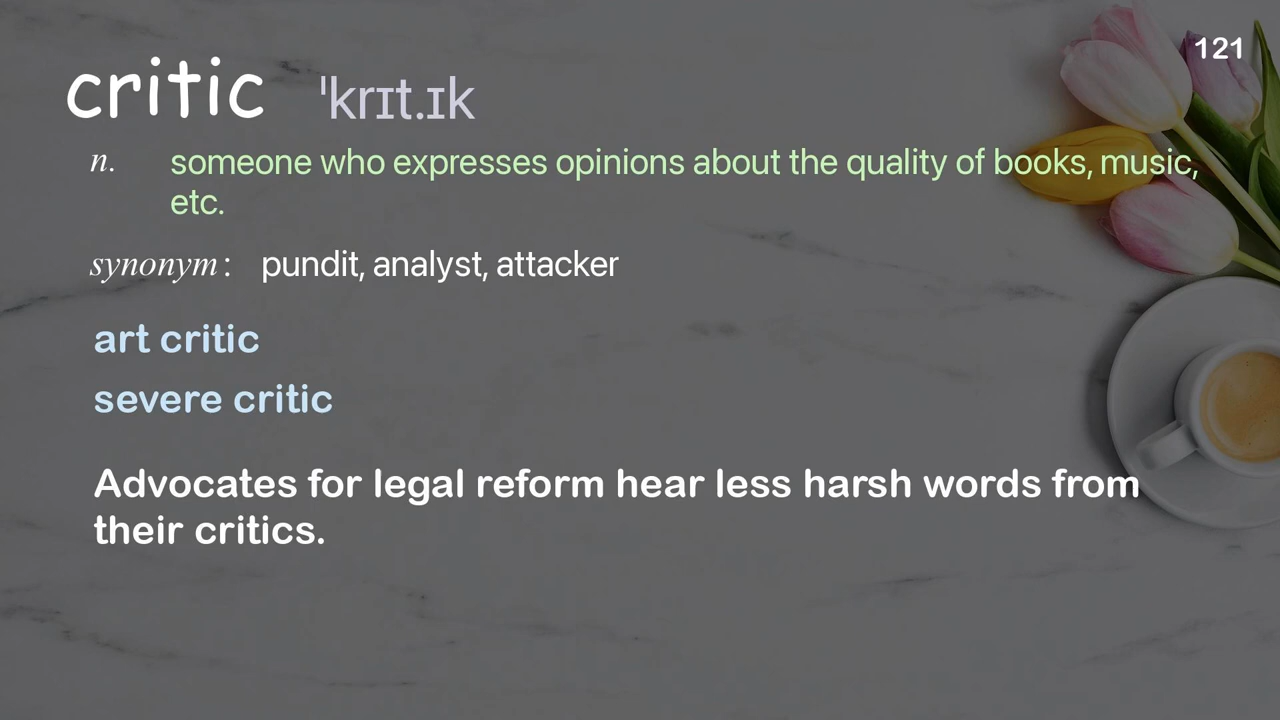 121
critic ˈkrɪt.ɪk
n. someone who expresses opinions about the quality of books, music,
etc.
synonym: pundit, analyst, attacker
art critic
severe critic
Advocates for legal reform hear less harsh words from
their critics.